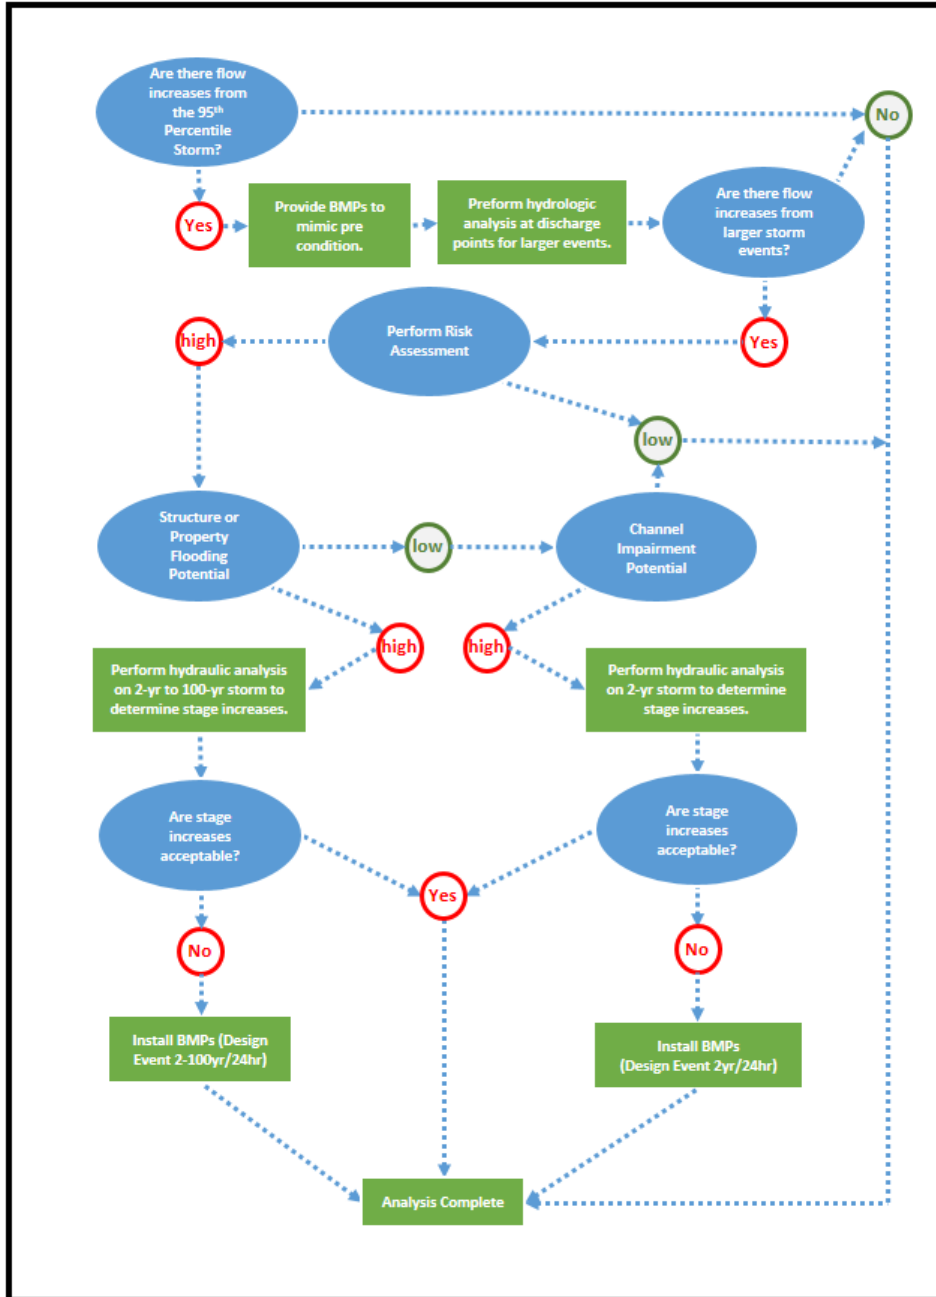 Are there flow
increases from
the 95th
Percentile
Storm?
No
Yes
Provide BMPs to
mimic pre
condition.
Preform hydrologic
analysis at discharge
points for larger events.
Are there flow
increases from
larger storm
events?
high
Perform Risk
Assessment
Yes
low
Structure or
Property
Flooding
Potential
low
Channel
Impairment
Potential
high
high
Perform hydraulic analysis
on 2-yr to 100-yr storm to
determine stage increases.
Perform hydraulic analysis
on 2-yr storm to determine
stage increases.
Are stage
increases
acceptable?
Are stage
increases
acceptable?
Yes
No
No
Install BMPs (Design
Event 2-100yr/24hr)
Install BMPs
(Design Event 2yr/24hr)
Analysis Complete